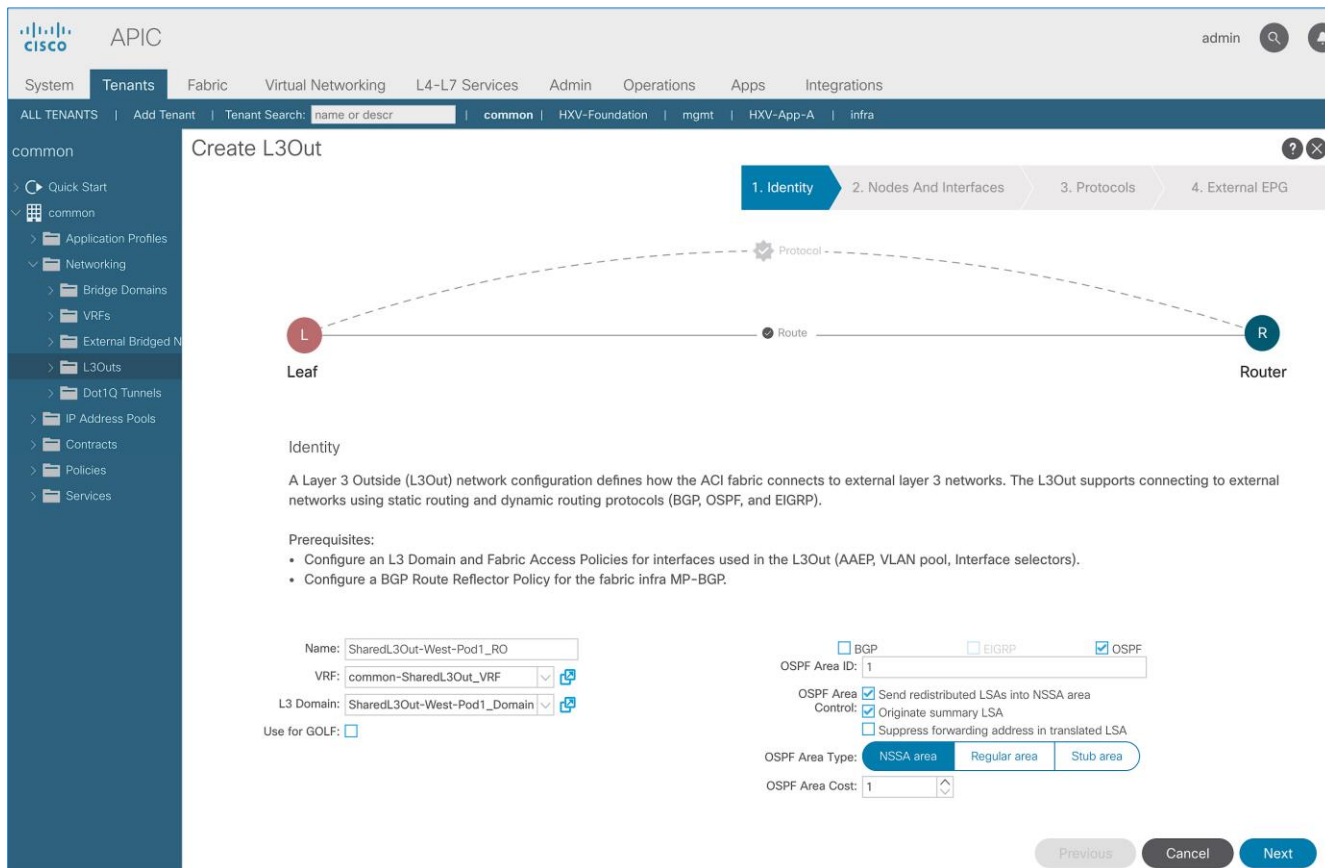 CISCO APIC admin
System Tenants Fabric Virtual Networking L4-L7 Services Admin Operations Apps Integrations
ALL TENANTS | Add Tenant | Tenant Search: name or descr | common | HXV-Foundation | mgmt | HXV-App-A | infra
common
Quick Start
common
Application Profiles
Networking
Bridge Domains
VRFs
External Bridged N
L3Outs
Dot1Q Tunnels
IP Address Pools
Contracts
Policies
Services
Create L3Out
1. Identity 2. Nodes And Interfaces 3. Protocols 4. External EPG
Protocol
L Route R
Leaf Router
Identity
A Layer 3 Outside (L3Out) network configuration defines how the ACI fabric connects to external layer 3 networks. The L3Out supports connecting to external
networks using static routing and dynamic routing protocols (BGP, OSPF, and EIGRP).
Prerequisites:
• Configure an L3 Domain and Fabric Access Policies for interfaces used in the L3Out (AAEP, VLAN pool, Interface selectors).
• Configure a BGP Route Reflector Policy for the fabric infra MP-BGP.
Name: SharedL3Out-West-Pod1_RO
VRF: common-SharedL3Out_VRF
L3 Domain: SharedL3Out-West-Pod1_Domain
Use for GOLF:
BGP EIGRP OSPF
OSPF Area ID: 1
OSPF Area Control: Send redistributed LSAs into NSSA area
Originate summary LSA
Suppress forwarding address in translated LSA
OSPF Area Type: NSSA area Regular area Stub area
OSPF Area Cost: 1
Previous Cancel Next